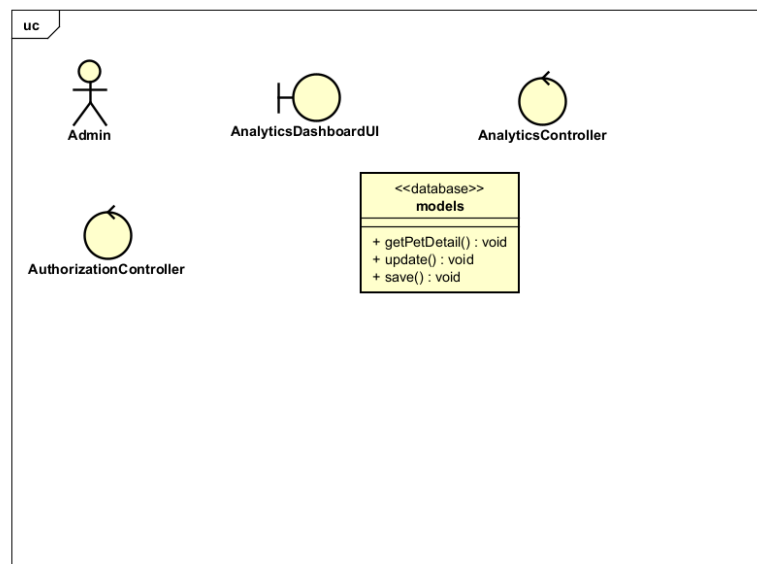 uc
Admin
AnalyticsDashboardUI
AnalyticsController
AuthorizationController
<<database>>
models
+ getPetDetail() : void
+ update() : void
+ save() : void